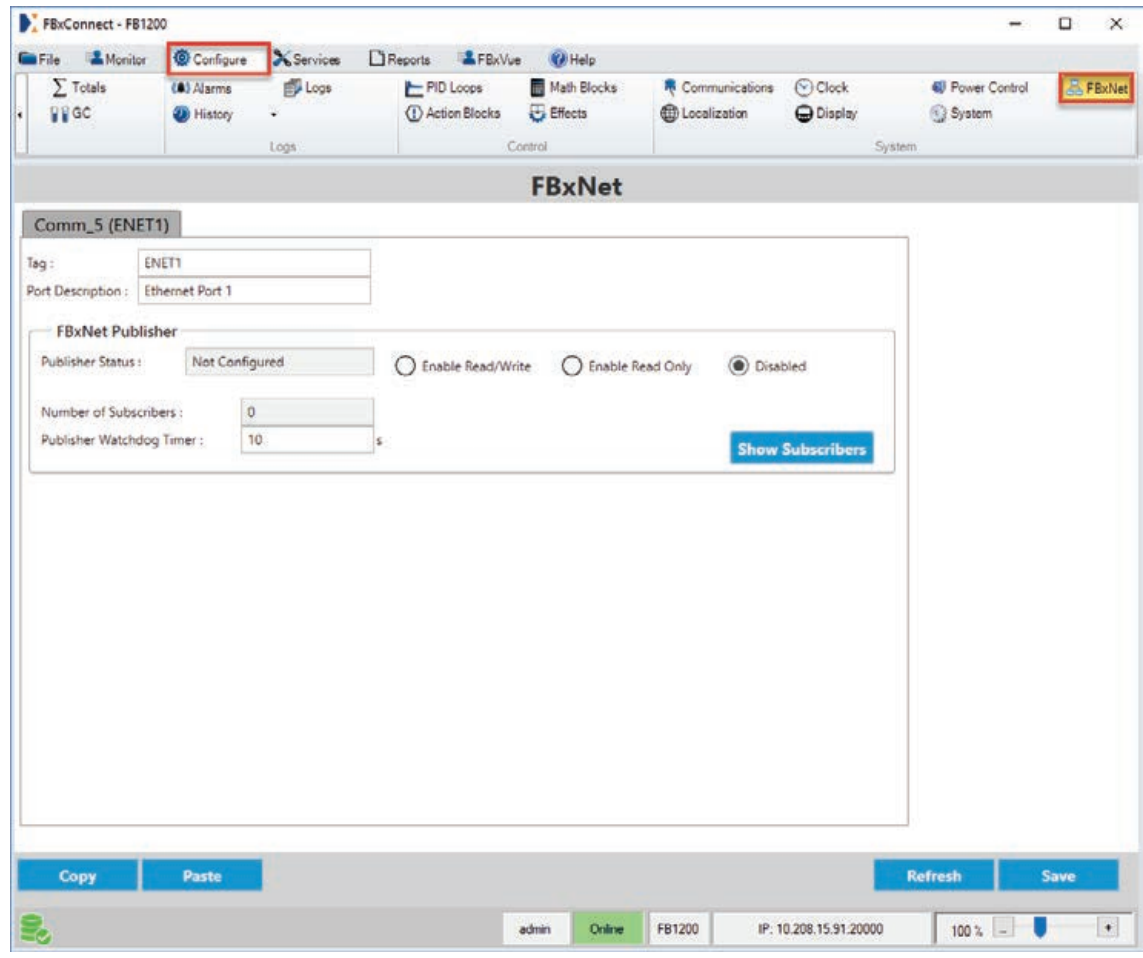 FBxConnect - FB1200
File Monitor Configure Services Reports FBxVue Help
Totals Alarms Logs PID Loops Math Blocks Communications Clock Power Control FBxNet
GC History Action Blocks Effects Localization Display System
Logs Control System
FBxNet
Comm_5 (ENET1)
Tag : ENET1
Port Description : Ethernet Port 1
FBxNet Publisher
Publisher Status : Not Configured Enable Read/Write Enable Read Only Disabled
Number of Subscribers : 0
Publisher Watchdog Timer : 10 s
Show Subscribers
Copy Paste Refresh Save
admin Online FB1200 IP: 10.208.15.91:20000 100 % - +